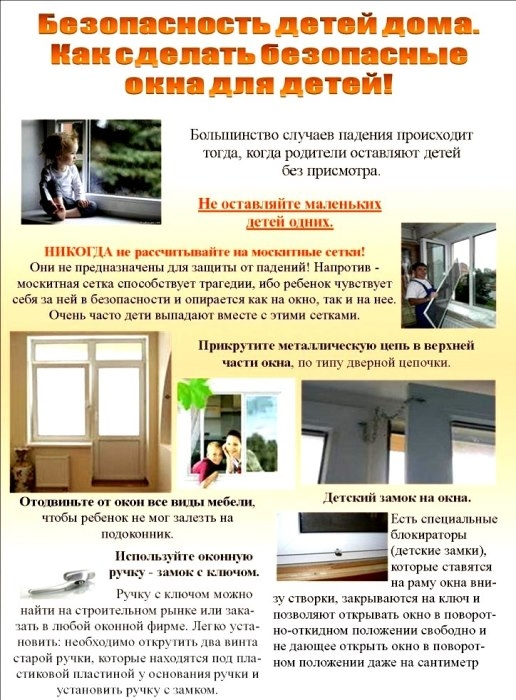 Безопасность детей дома.
Как сделать безопасные
окна для детей!
Большинство случаев падения происходит
тогда, когда родители оставляют детей
без присмотра.
Не оставляйте маленьких
детей одних.
НИКОГДА не рассчитывайте на москитные сетки!
Они не предназначены для защиты от падений! Напротив -
москитная сетка способствует трагедии, ибо ребенок чувствует
себя за ней в безопасности и опирается как на окно, так и на нее.
Очень часто дети выпадают вместе с этими сетками.
Прикрутите металлическую цепь в верхней
части окна, по типу дверной цепочки.
Отодвиньте от окон все виды мебели,
чтобы ребенок не мог залезть на
подоконник.
Используйте оконную
ручку - замок с ключом.
Ручку с ключом можно
найти на строительном рынке или зака-
зать в любой оконной фирме. Легко уста-
новить: необходимо открутить два винта
старой ручки, которые находятся под пла-
стиковой пластиной у основания ручки и
установить ручку с замком.
Детский замок на окна.
Есть специальные
блокираторы
(детские замки),
которые ставятся
на раму окна вни-
зу створки, закрываются на ключ и
позволяют открывать окно в поворот-
но-откидном положении свободно и
не дающее открыть окно в поворот-
ном положении даже на сантиметр